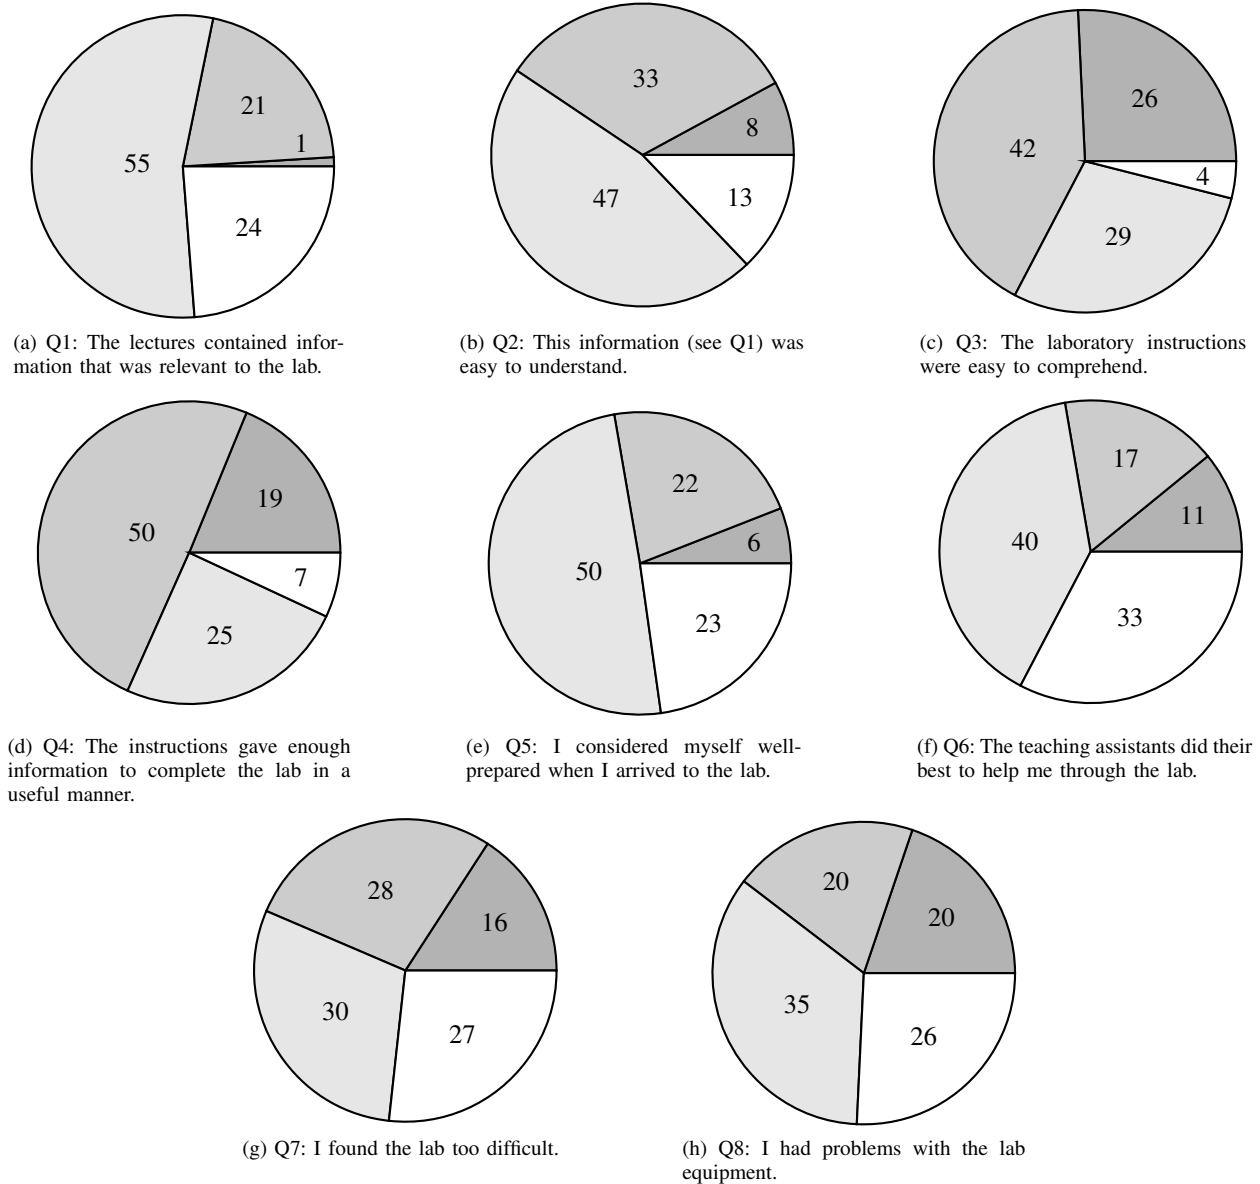 21
1
55
24
33
8
47
13
26
42
4
29
(a) Q1: The lectures contained infor-
mation that was relevant to the lab.
(b) Q2: This information (see Q1) was
easy to understand.
(c) Q3: The laboratory instructions
were easy to comprehend.
19
50
7
25
22
6
50
23
17
11
40
33
(d) Q4: The instructions gave enough
information to complete the lab in a
useful manner.
(e) Q5: I considered myself well-
prepared when I arrived to the lab.
(f) Q6: The teaching assistants did their
best to help me through the lab.
28
16
30
27
20
20
35
26
(g) Q7: I found the lab too difficult.
(h) Q8: I had problems with the lab
equipment.